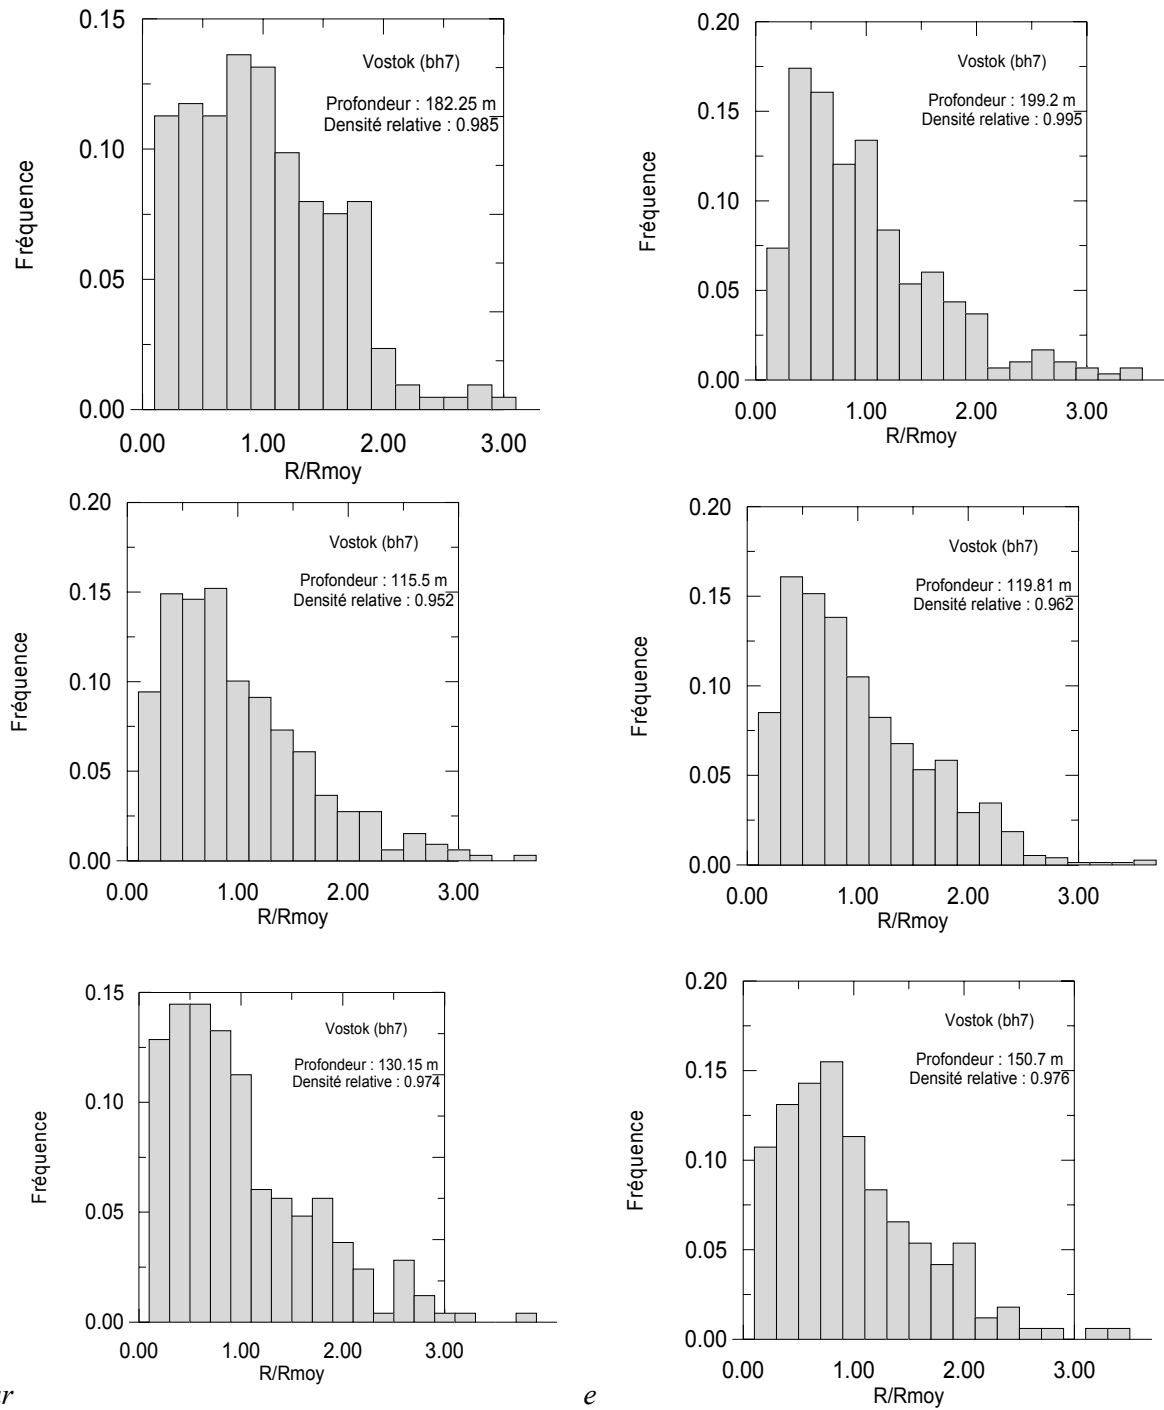 0.15
0.10
0.05
0.00
Fréquence
Vostok (bh7)
Profondeur : 182.25 m
Densité relative : 0.985
0.00 1.00 2.00 3.00
R/Rmoy
0.20
0.15
0.10
0.05
0.00
Fréquence
Vostok (bh7)
Profondeur : 199.2 m
Densité relative : 0.995
0.00 1.00 2.00 3.00
R/Rmoy
0.20
0.15
0.10
0.05
0.00
Fréquence
Vostok (bh7)
Profondeur : 115.5 m
Densité relative : 0.952
0.00 1.00 2.00 3.00
R/Rmoy
0.20
0.15
0.10
0.05
0.00
Fréquence
Vostok (bh7)
Profondeur : 119.81 m
Densité relative : 0.962
0.00 1.00 2.00 3.00
R/Rmoy
0.15
0.10
0.05
0.00
Fréquence
Vostok (bh7)
Profondeur : 130.15 m
Densité relative : 0.974
0.00 1.00 2.00 3.00
R/Rmoy
0.20
0.15
0.10
0.05
0.00
Fréquence
Vostok (bh7)
Profondeur : 150.7 m
Densité relative : 0.976
0.00 1.00 2.00 3.00
R/Rmoy
e